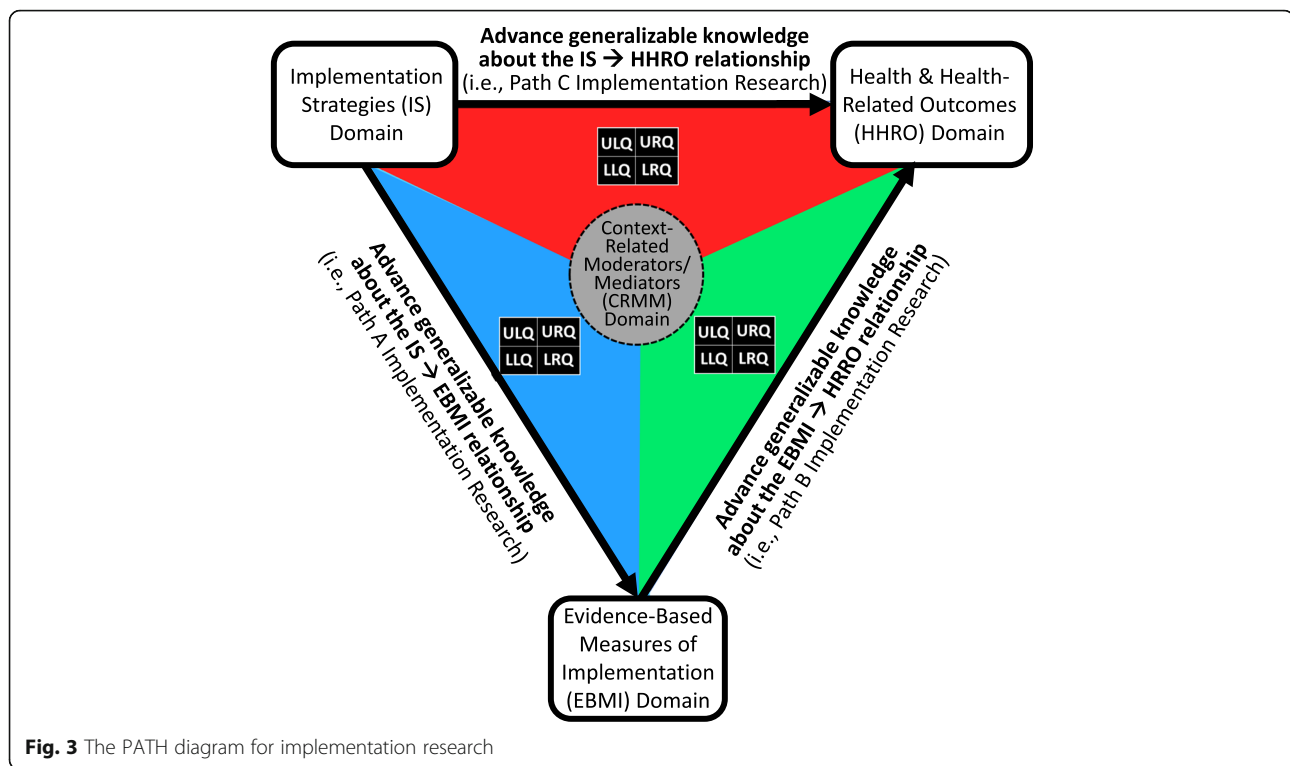 Advance generalizable knowledge
about the IS → HHRO relationship
(i.e., Path C Implementation Research)
Implementation
Strategies (IS)
Domain
Health & Health-
Related Outcomes
(HHRO) Domain
ULQ URQ
LLQ LRQ
Context-
Related
Moderators/
Mediators
(CRMM)
Domain
Advance generalizable knowledge
about the IS → EBMI relationship
(i.e., Path A Implementation Research)
ULQ URQ
LLQ LRQ
ULQ URQ
LLQ LRQ
Advance generalizable knowledge
about the EBMI → HRRO relationship
(i.e., Path B Implementation Research)
Evidence-Based
Measures of
Implementation
(EBMI) Domain
Fig. 3 The PATH diagram for implementation research